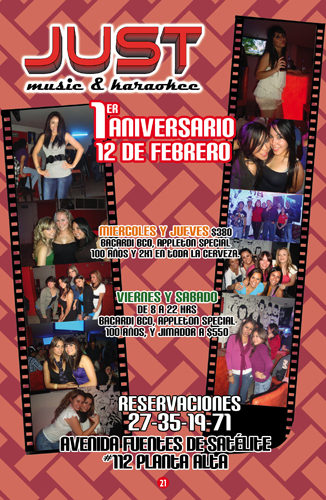 JUST
music & karaokee
1ER ANIVERSARIO
12 DE FEBRERO
MIERCOLES Y JUEVES $380
BACARDI BCO, APPLETON SPECIAL
100 AÑOS Y 2X1 EN TODA LA CERVEZA.
VIERNES Y SABADO
DE 8 A 22 HRS
BACARDI BCO, APPLETON SPECIAL
100 AÑOS, Y JIMADOR A $550
RESERVACIONES
27-35-19-71
AVENIDA FUENTES DE SATÉLITE
#112 PLANTA ALTA
21